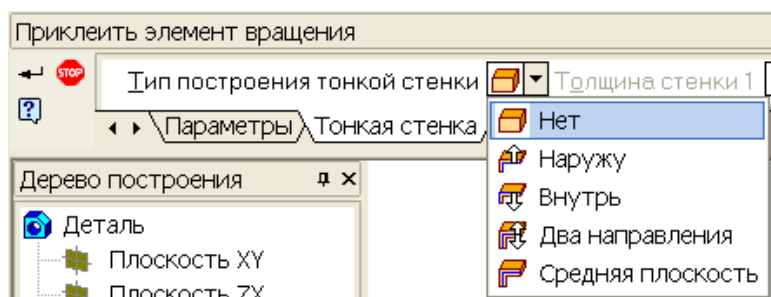 Приклеить элемент вращения
STOP Тип построения тонкой стенки Толщина стенки 1
? Параметры Тонкая стенка
Нет
Наружу
Внутрь
Два направления
Средняя плоскость
Дерево построения
Деталь
Плоскость XY
Плоскость ZX